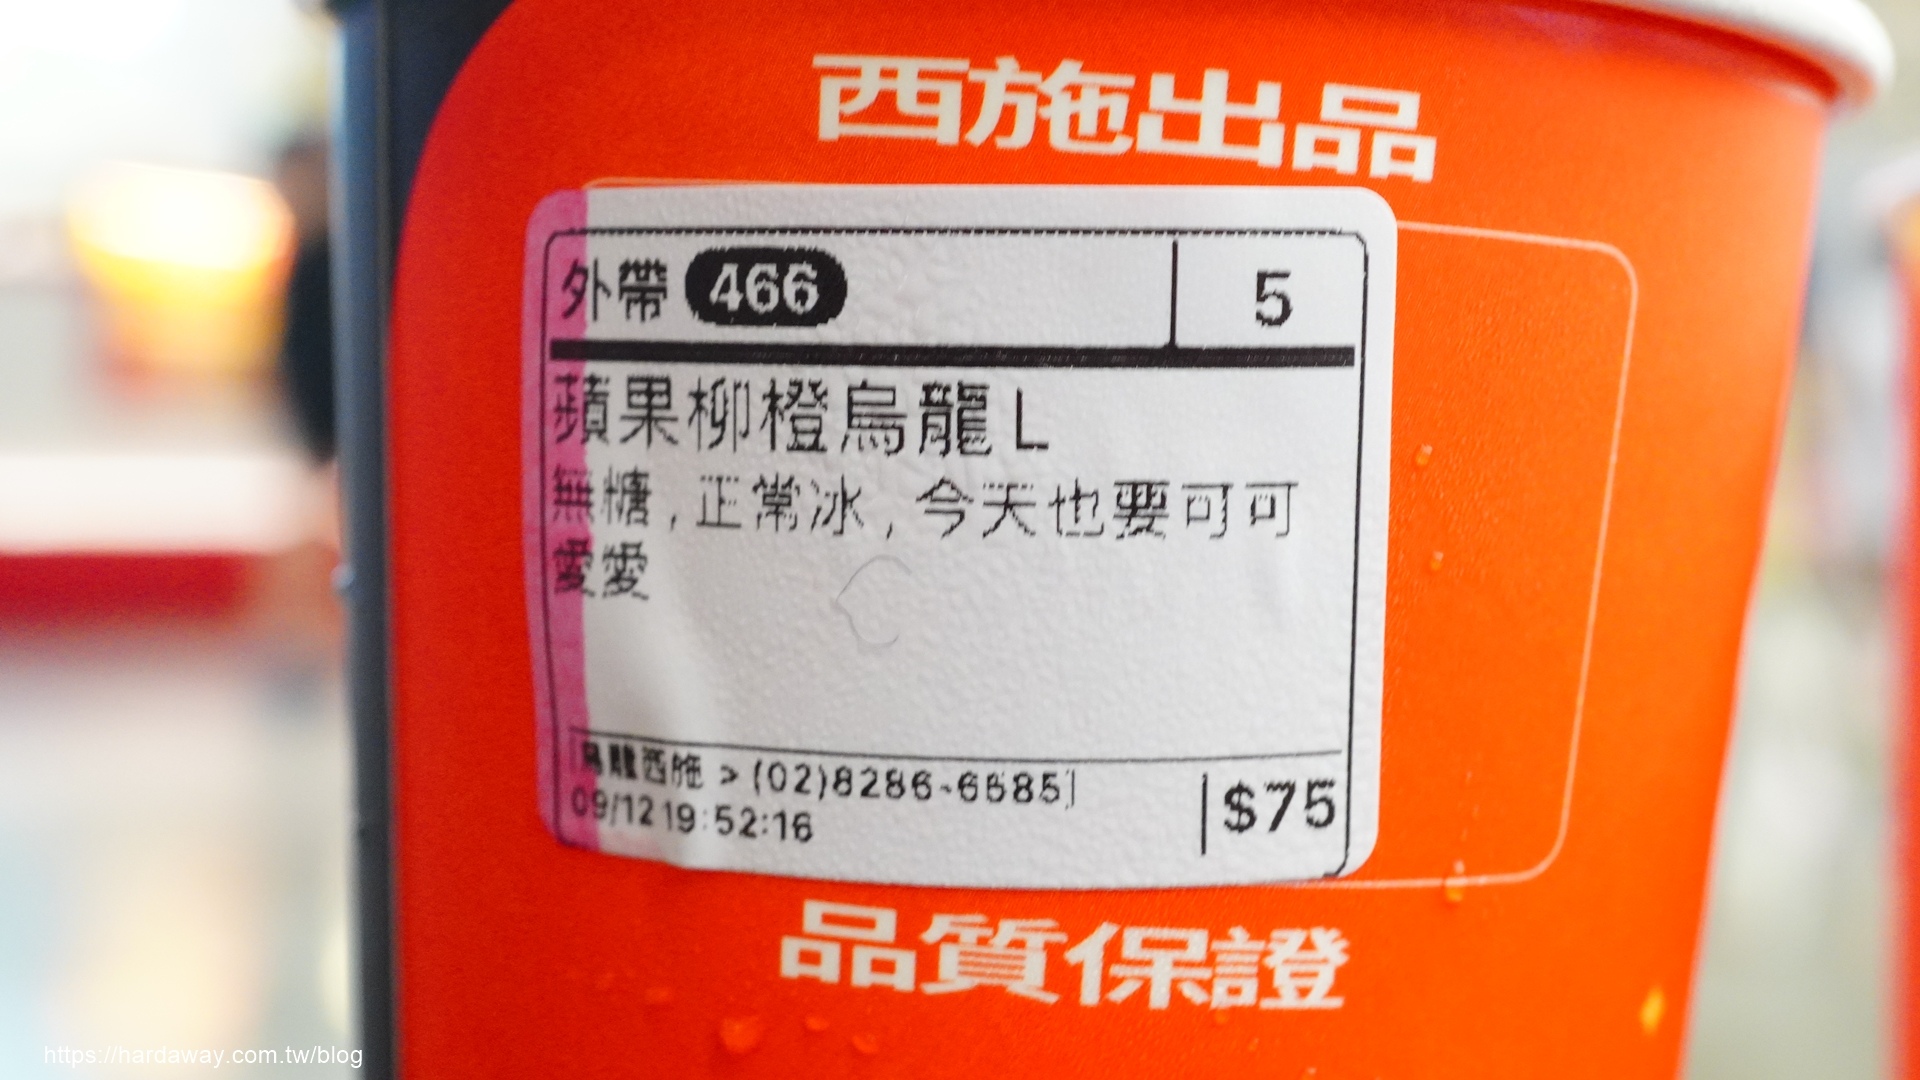 西施出品
外帶 466 5
蘋果柳橙烏龍 L
無糖,正常冰,今天也要可可
愛愛
烏龍西施 > (02)8286-6685
09/12 19:52:16 $75
品質保證
https://hardaway.com.tw/blog